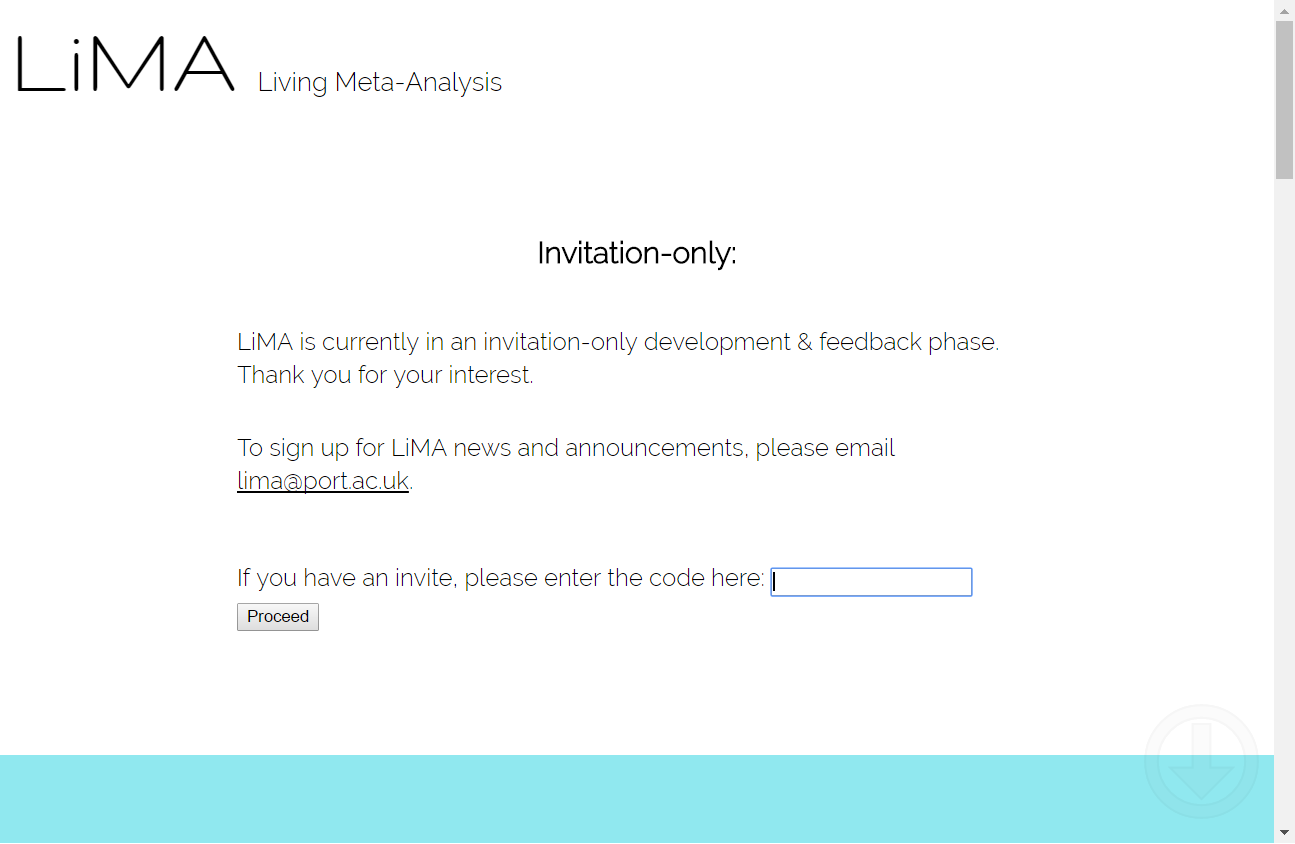 LiMA Living Meta-Analysis
Invitation-only:
LiMA is currently in an invitation-only development & feedback phase.
Thank you for your interest.
To sign up for LiMA news and announcements, please email
lima@port.ac.uk.
If you have an invite, please enter the code here:
Proceed